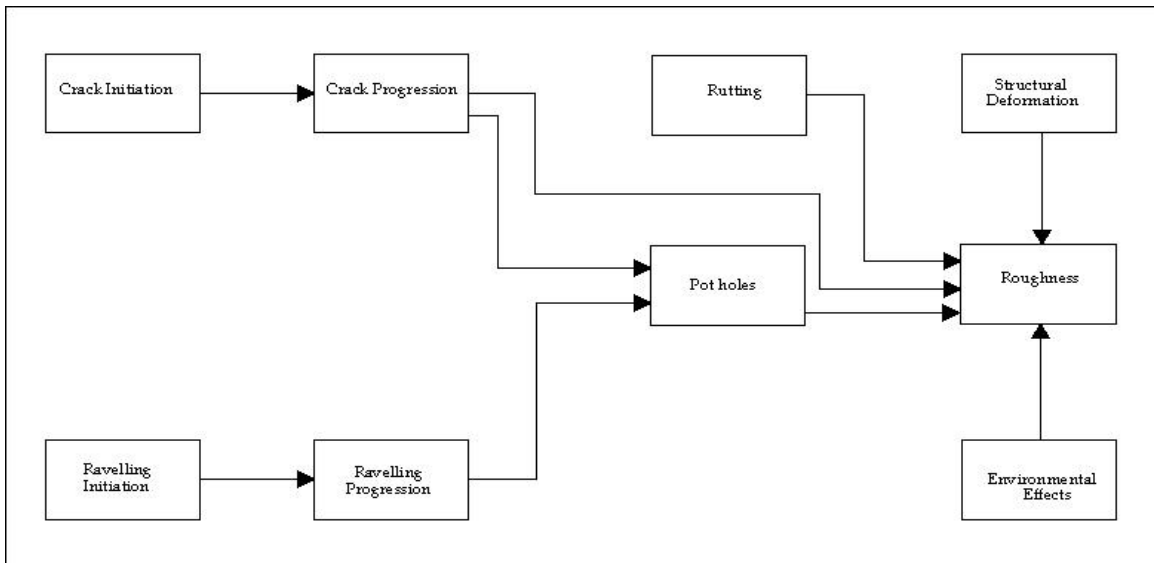 Crack Initiation
Crack Progression
Rutting
Structural
Deformation
Pot holes
Roughness
Ravelling
Initiation
Ravelling
Progression
Environmental
Effects